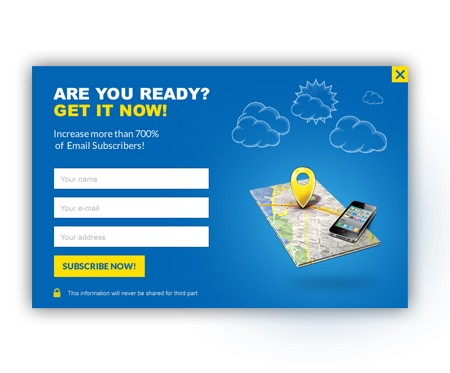 ARE YOU READY?
GET IT NOW!
Increase more than 700%
of Email Subscribers!
Your name
Your e-mail
Your address
SUBSCRIBE NOW!
This information will never be shared for third part